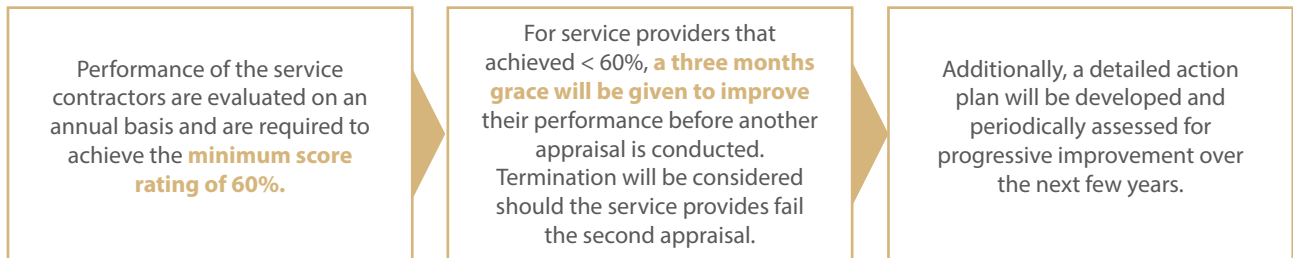 Performance of the service
contractors are evaluated on an
annual basis and are required to
achieve the minimum score
rating of 60%.
For service providers that
achieved < 60%, a three months
grace will be given to improve
their performance before another
appraisal is conducted.
Termination will be considered
should the service provides fail
the second appraisal.
Additionally, a detailed action
plan will be developed and
periodically assessed for
progressive improvement over
the next few years.